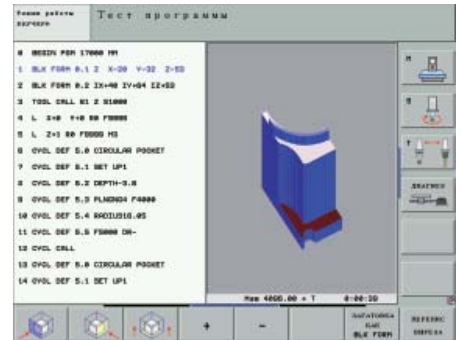 Режим работы
Тест программы
0 BEGIN PGM 17000 MM
1 BLK FORM 0.1 Z X-20 Y-32 Z-53
2 BLK FORM 0.2 IX+40 IY+64 IZ+53
3 TOOL CALL 61 Z S1000
4 L X+0 Y+0 R0 F9999
5 L Z+1 R0 F9999 M3
6 CYCL DEF 5.0 CIRCULAR POCKET
7 CYCL DEF 5.1 SET UP1
8 CYCL DEF 5.2 DEPTH-3.6
9 CYCL DEF 5.3 PLNGNG4 F4000
10 CYCL DEF 5.4 RADIUS16.05
11 CYCL DEF 5.5 F5000 DR-
12 CYCL CALL
13 CYCL DEF 5.0 CIRCULAR POCKET
14 CYCL DEF 5.1 SET UP1
4096.00 * T 0:00:39
M
S
T
ДИАГНОЗ
+
-
ЗАГАТОВКА
КАК
BLK FORM